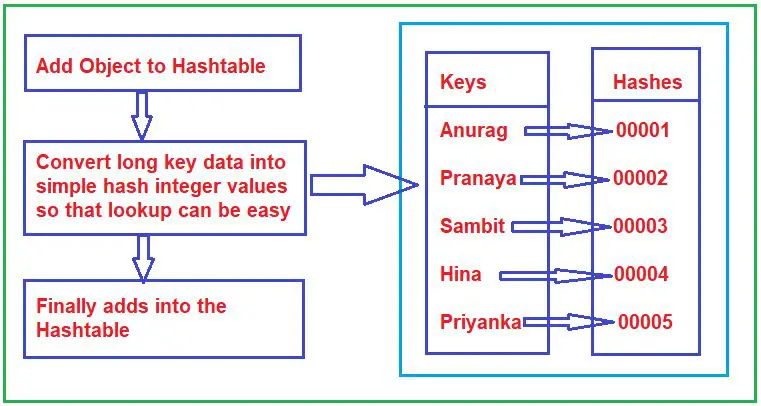 Add Object to Hashtable
Convert long key data into
simple hash integer values
so that lookup can be easy
Finally adds into the
Hashtable
Keys Hashes
Anurag 00001
Pranaya 00002
Sambit 00003
Hina 00004
Priyanka 00005